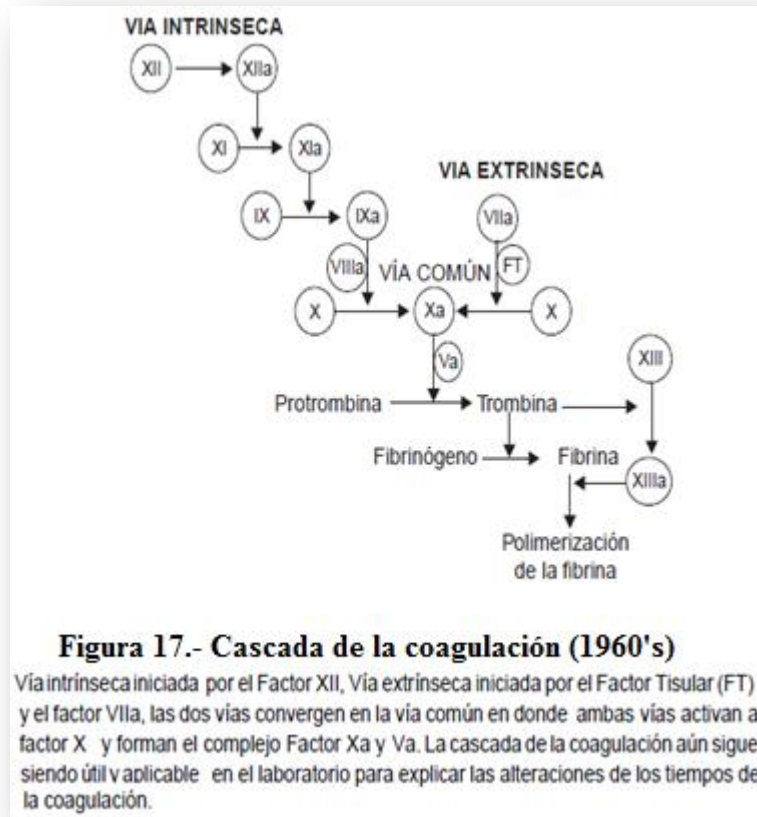 VIA INTRINSECA
XII XIIa
XI XIa
VIA EXTRINSECA
IX IXa VIIa
VIIIa VÍA COMÚN FT
X Xa X
Va XIII
Protrombina Trombina
Fibrinógeno Fibrina XIIIa
Polimerización
de la fibrina
Figura 17.- Cascada de la coagulación (1960's)
Vía intrínseca iniciada por el Factor XII, Vía extrínseca iniciada por el Factor Tisular (FT)
y el factor VIIa, las dos vías convergen en la vía común en donde ambas vías activan a
factor X y forman el complejo Factor Xa y Va. La cascada de la coagulación aún sigue
siendo útil y aplicable en el laboratorio para explicar las alteraciones de los tiempos de
la coagulación.